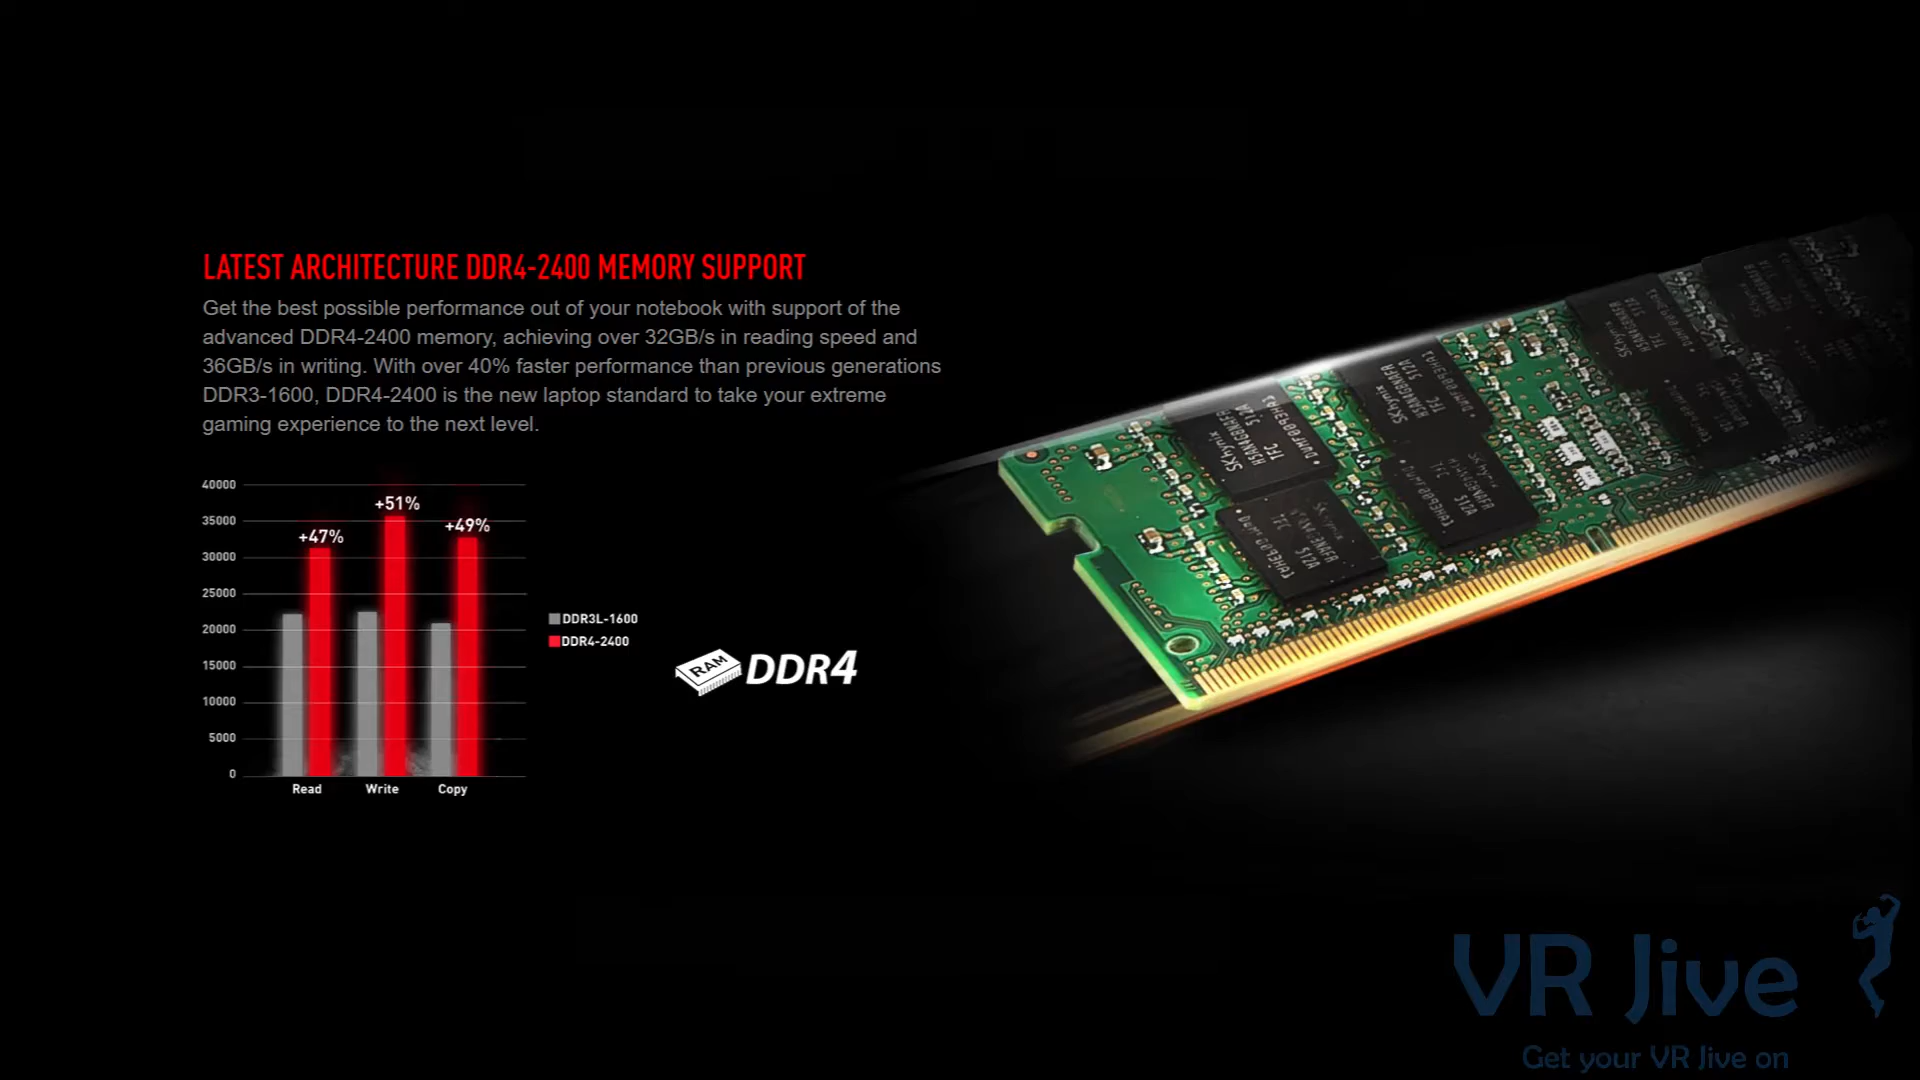 LATEST ARCHITECTURE DDR4-2400 MEMORY SUPPORT
Get the best possible performance out of your notebook with support of the
advanced DDR4-2400 memory, achieving over 32GB/s in reading speed and
36GB/s in writing. With over 40% faster performance than previous generations
DDR3-1600, DDR4-2400 is the new laptop standard to take your extreme
gaming experience to the next level.
40000
35000
30000
25000
20000
15000
10000
5000
0
+47%
+51%
+49%
Read Write Copy
DDR3L-1600
DDR4-2400
RAM DDR4
SKhynix
H5AN4G8NAFR
TFC 512A
VR Jive
Get your VR Jive on